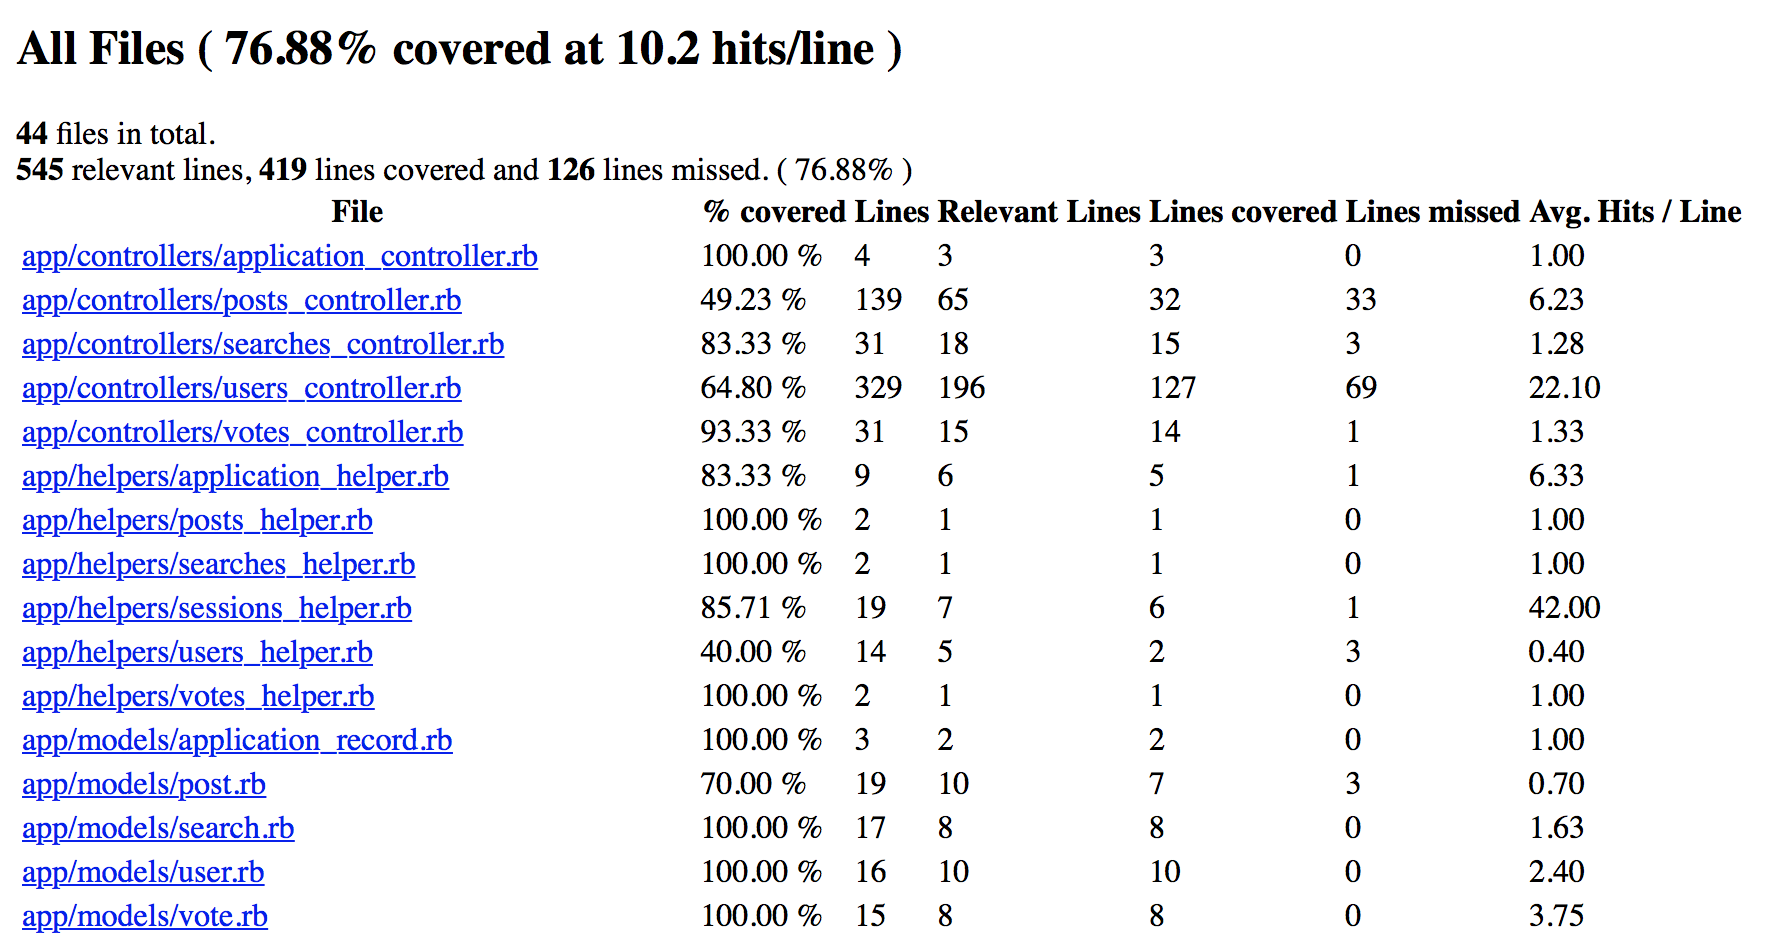 All Files ( 76.88% covered at 10.2 hits/line )
44 files in total.
545 relevant lines, 419 lines covered and 126 lines missed. ( 76.88% )
File % covered Lines Relevant Lines Lines covered Lines missed Avg. Hits / Line
app/controllers/application_controller.rb 100.00 % 4 3 3 0 1.00
app/controllers/posts_controller.rb 49.23 % 139 65 32 33 6.23
app/controllers/searches_controller.rb 83.33 % 31 18 15 3 1.28
app/controllers/users_controller.rb 64.80 % 329 196 127 69 22.10
app/controllers/votes_controller.rb 93.33 % 31 15 14 1 1.33
app/helpers/application_helper.rb 83.33 % 9 6 5 1 6.33
app/helpers/posts_helper.rb 100.00 % 2 1 1 0 1.00
app/helpers/searches_helper.rb 100.00 % 2 1 1 0 1.00
app/helpers/sessions_helper.rb 85.71 % 19 7 6 1 42.00
app/helpers/users_helper.rb 40.00 % 14 5 2 3 0.40
app/helpers/votes_helper.rb 100.00 % 2 1 1 0 1.00
app/models/application_record.rb 100.00 % 3 2 2 0 1.00
app/models/post.rb 70.00 % 19 10 7 3 0.70
app/models/search.rb 100.00 % 17 8 8 0 1.63
app/models/user.rb 100.00 % 16 10 10 0 2.40
app/models/vote.rb 100.00 % 15 8 8 0 3.75